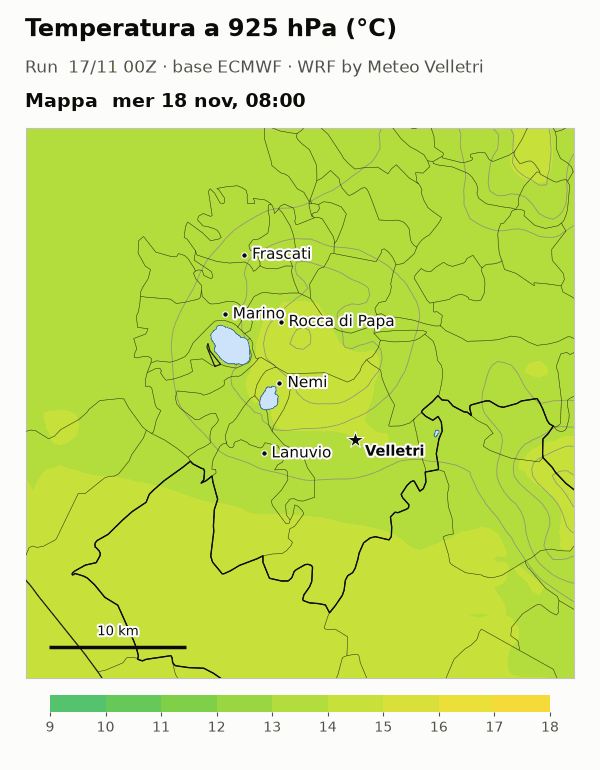 Temperatura a 925 hPa (°C)
Run  17/11 00Z · base ECMWF · WRF by Meteo Velletri
Mappa  mer 18 nov, 08:00
Frascati
Marino
Rocca di Papa
Nemi
Velletri
Lanuvio
10 km
9 10 11 12 13 14 15 16 17 18